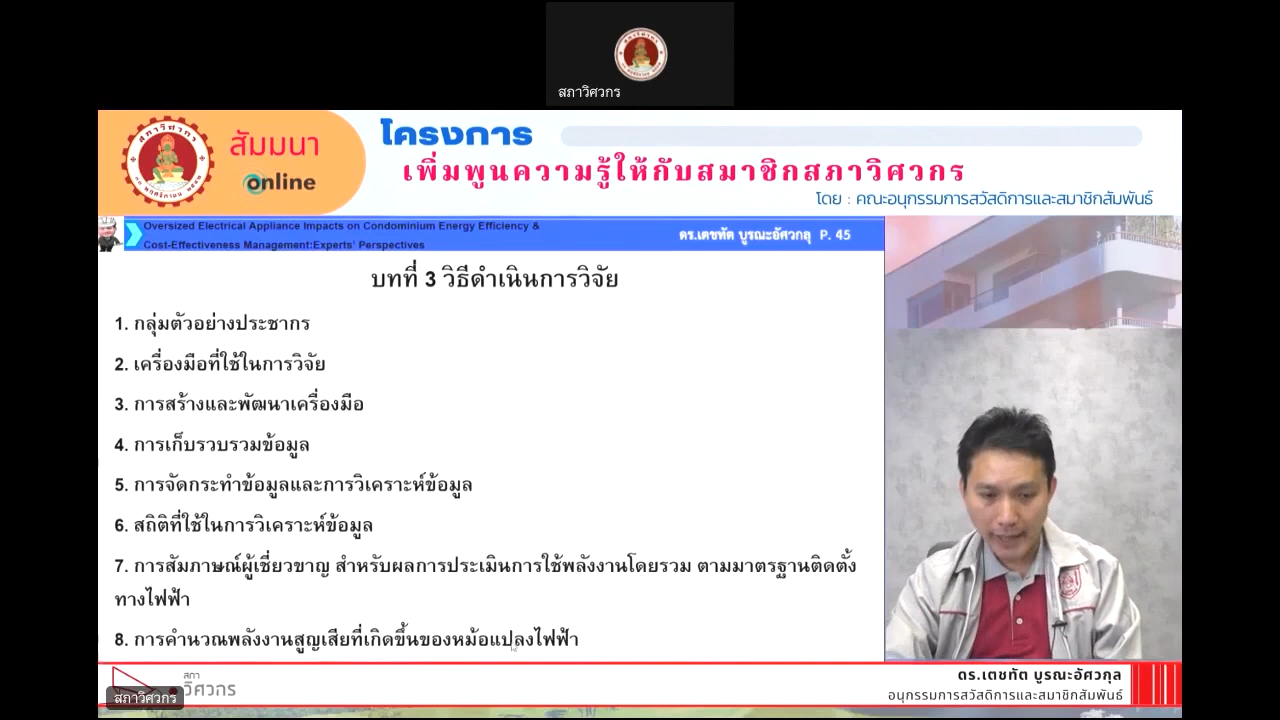 สภาวิศวกร
สัมมนา
online
โครงการ
เพิ่มพูนความรู้ให้กับสมาชิกสภาวิศวกร
โดย : คณะอนุกรรมการสวัสดิการและสมาชิกสัมพันธ์
Oversized Electrical Appliance Impacts on Condominium Energy Efficiency &
Cost-Effectiveness Management:Experts' Perspectives
ดร.เตชทัต บูรณะอัศวกลุ P. 45
บทที่ 3 วิธีดำเนินการวิจัย
1. กลุ่มตัวอย่างประชากร
2. เครื่องมือที่ใช้ในการวิจัย
3. การสร้างและพัฒนาเครื่องมือ
4. การเก็บรวบรวมข้อมูล
5. การจัดกระทำข้อมูลและการวิเคราะห์ข้อมูล
6. สถิติที่ใช้ในการวิเคราะห์ข้อมูล
7. การสัมภาษณ์ผู้เชี่ยวขาญ สำหรับผลการประเมินการใช้พลังงานโดยรวม ตามมาตรฐานติดตั้ง
ทางไฟฟ้า
8. การคำนวณพลังงานสูญเสียที่เกิดขึ้นของหม้อแปลงไฟฟ้า
สภา
วิศวกร
สภาวิศวกร
ดร.เตชทัต บูรณะอัศวกุล
อนุกรรมการสวัสดิการและสมาชิกสัมพันธ์